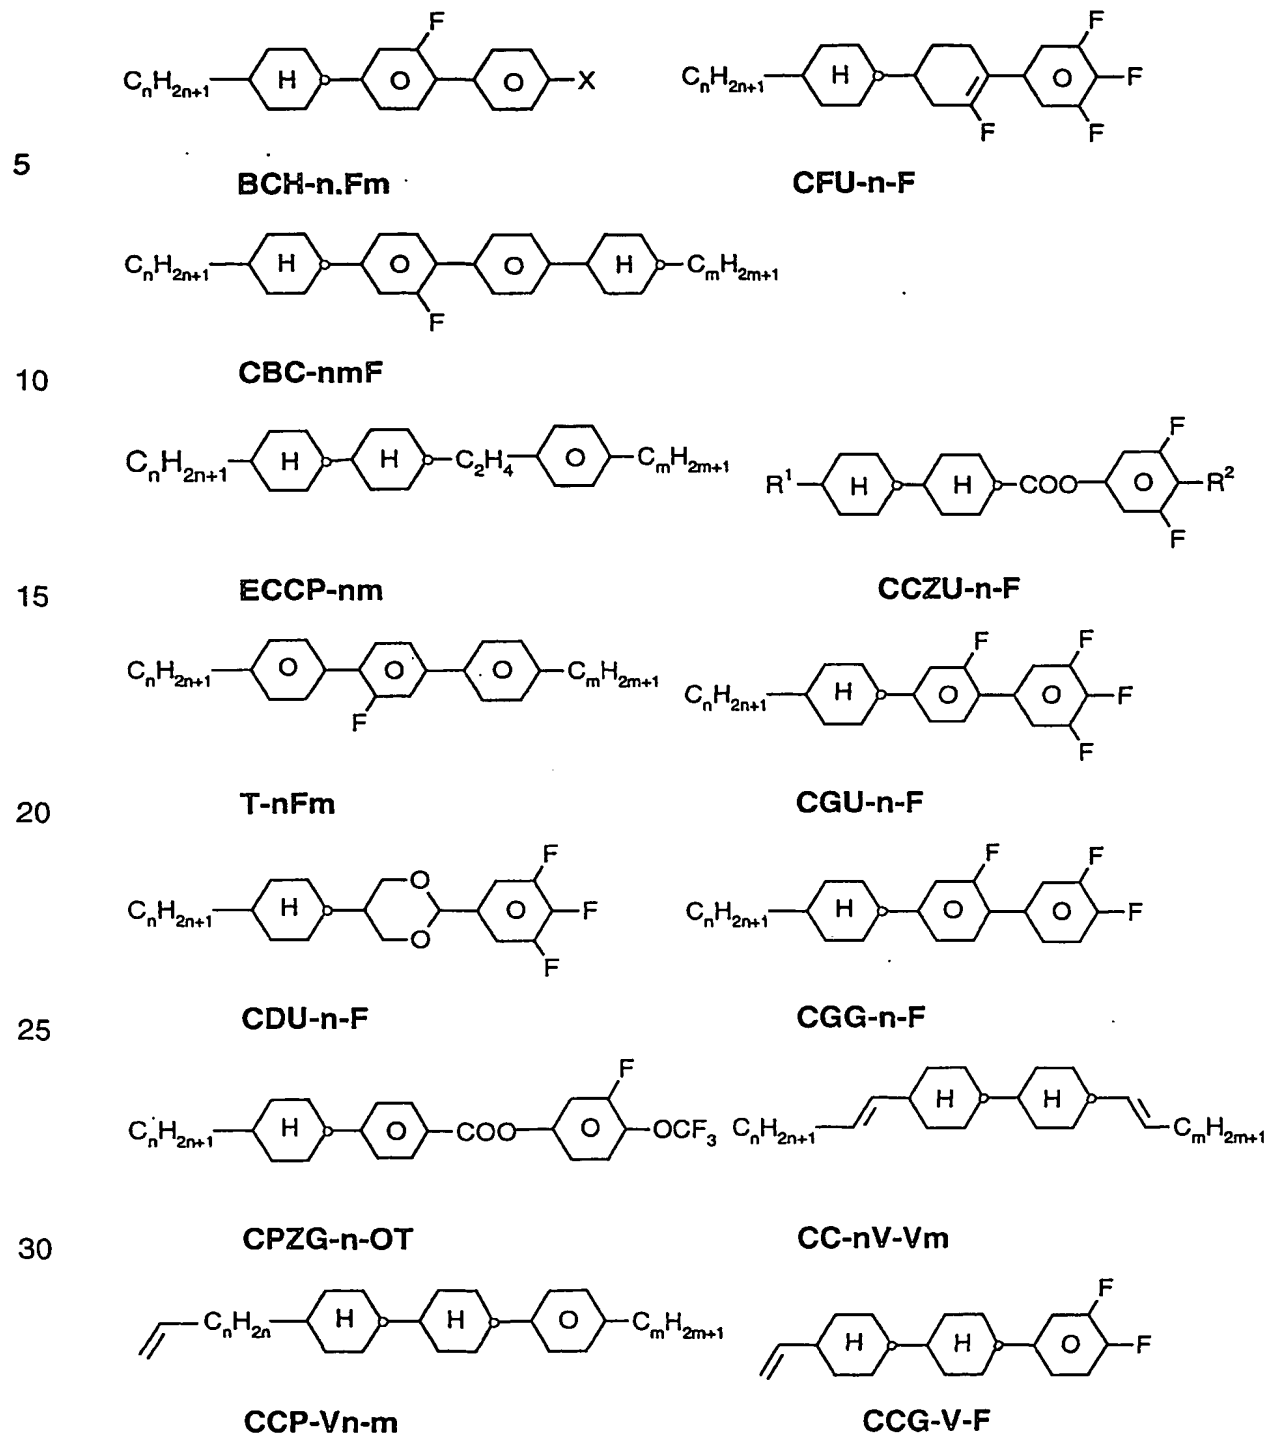 F F
CₙH₂ₙ₊₁ H O O X CₙH₂ₙ₊₁ H O F
F F
5
BCH-n.Fm CFU-n-F
CₙH₂ₙ₊₁ H O O H CₘH₂ₘ₊₁
F
CBC-nmF
10
F
CₙH₂ₙ₊₁ H H C₂H₄ O CₘH₂ₘ₊₁ R¹ H H COO O R²
F
ECCP-nm CCZU-n-F
15
F F
CₙH₂ₙ₊₁ O O O CₘH₂ₘ₊₁ CₙH₂ₙ₊₁ H O O F
F F
T-nFm CGU-n-F
20
F F F
O
CₙH₂ₙ₊₁ H O F CₙH₂ₙ₊₁ H O O F
O
F
CDU-n-F CGG-n-F
25
F
CₙH₂ₙ₊₁ H O COO O OCF₃ CₙH₂ₙ₊₁ H H CₘH₂ₘ₊₁
CPZG-n-OT CC-nV-Vm
30
F
CₙH₂ₙ H H O CₘH₂ₘ₊₁ H H O F
CCP-Vn-m CCG-V-F